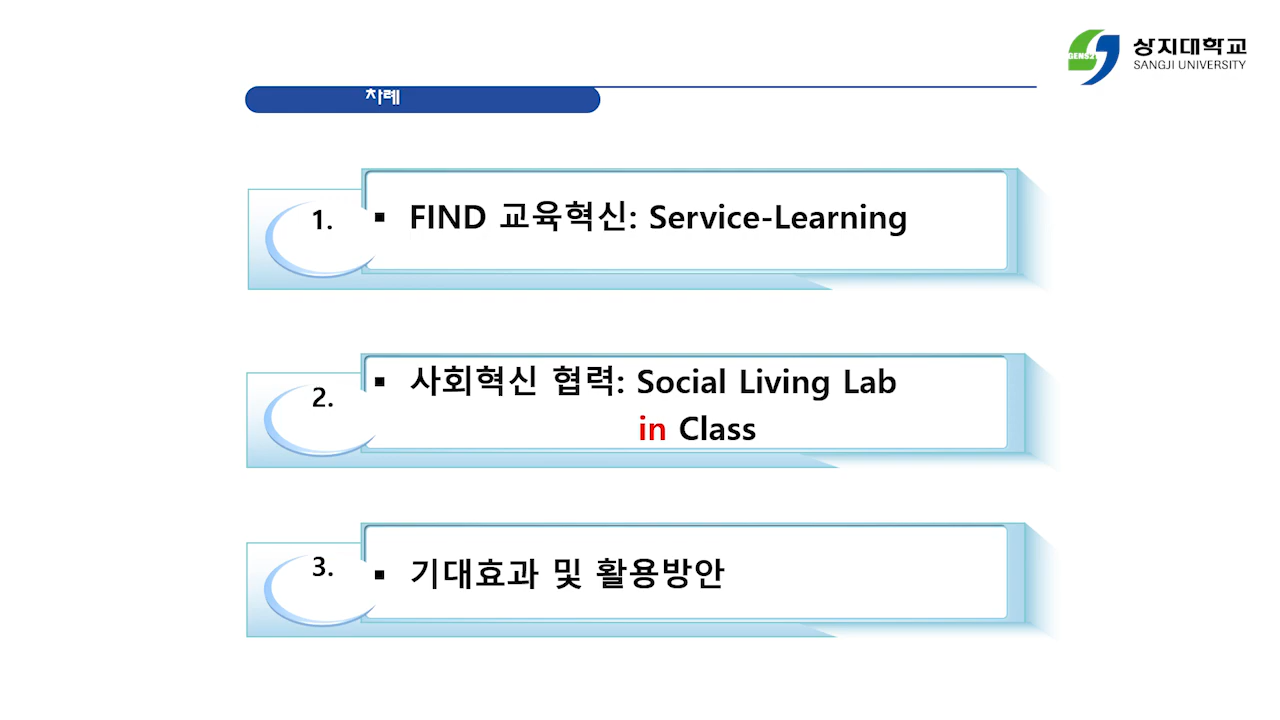 상지대학교
SANGJI UNIVERSITY
차례
1.
▪ FIND 교육혁신: Service-Learning
2.
▪ 사회혁신 협력: Social Living Lab
in Class
3.
▪ 기대효과 및 활용방안